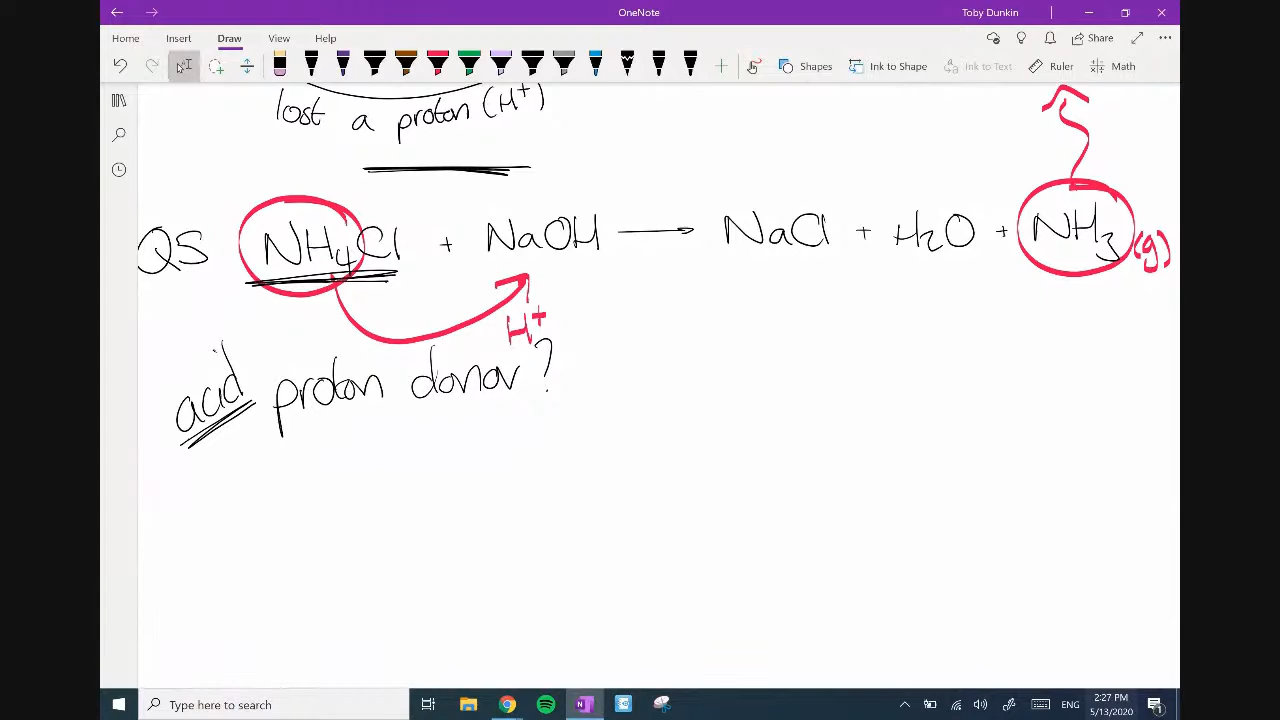 OneNote
Toby Dunkin
Home Insert Draw View Help Share
Shapes Ink to Shape Ink to Text Ruler Math
lost a proton (H+)
Q5 NH4Cl + NaOH → NaCl + H2O + NH3(g)
H+
acid proton donor?
Type here to search
ENG
2:27 PM
5/13/2020
1